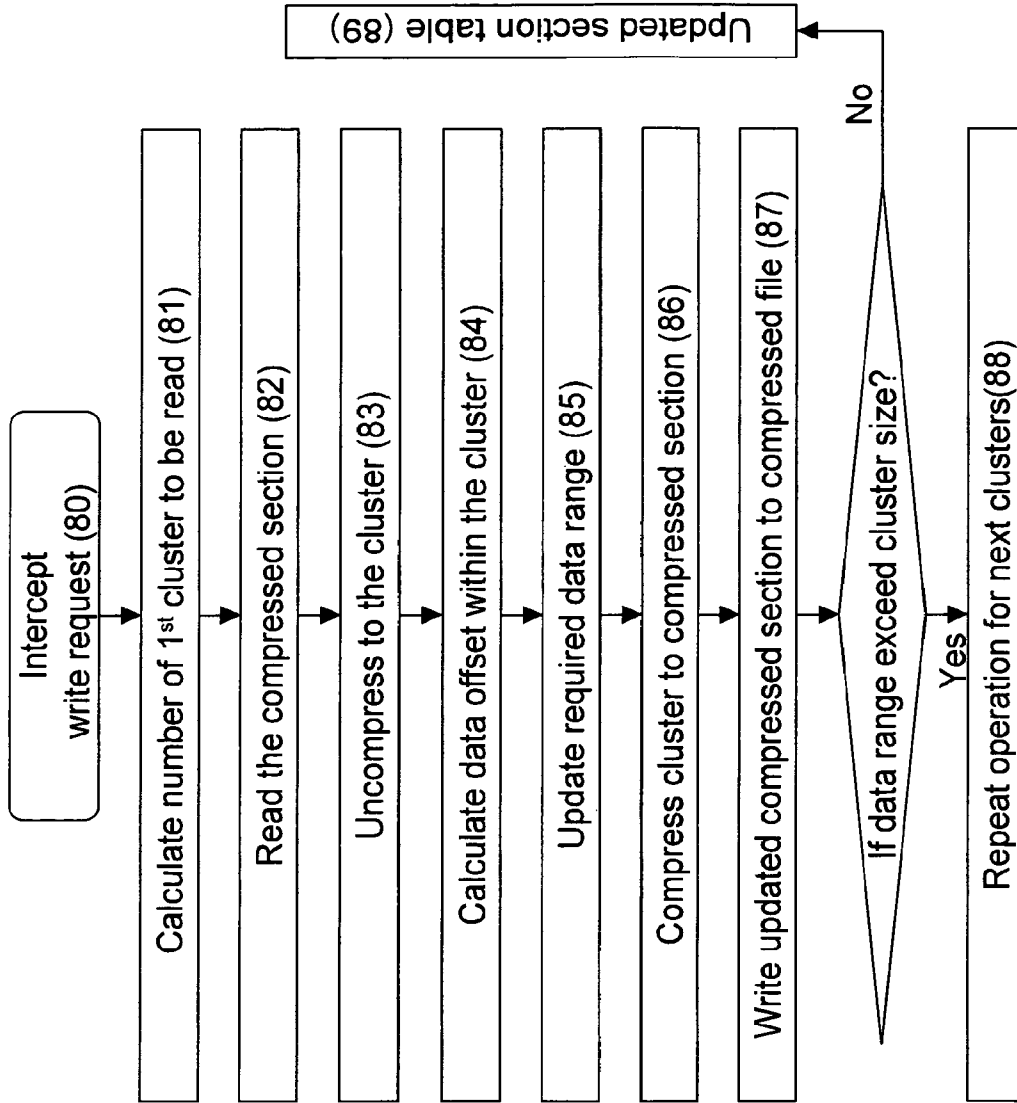 Intercept
write request (80)
Calculate number of 1st cluster to be read (81)
Read the compressed section (82)
Uncompress to the cluster (83)
Calculate data offset within the cluster (84)
Update required data range (85)
Compress cluster to compressed section (86)
Write updated compressed section to compressed file (87)
If data range exceed cluster size?
No
Updated section table (89)
Yes
Repeat operation for next clusters(88)